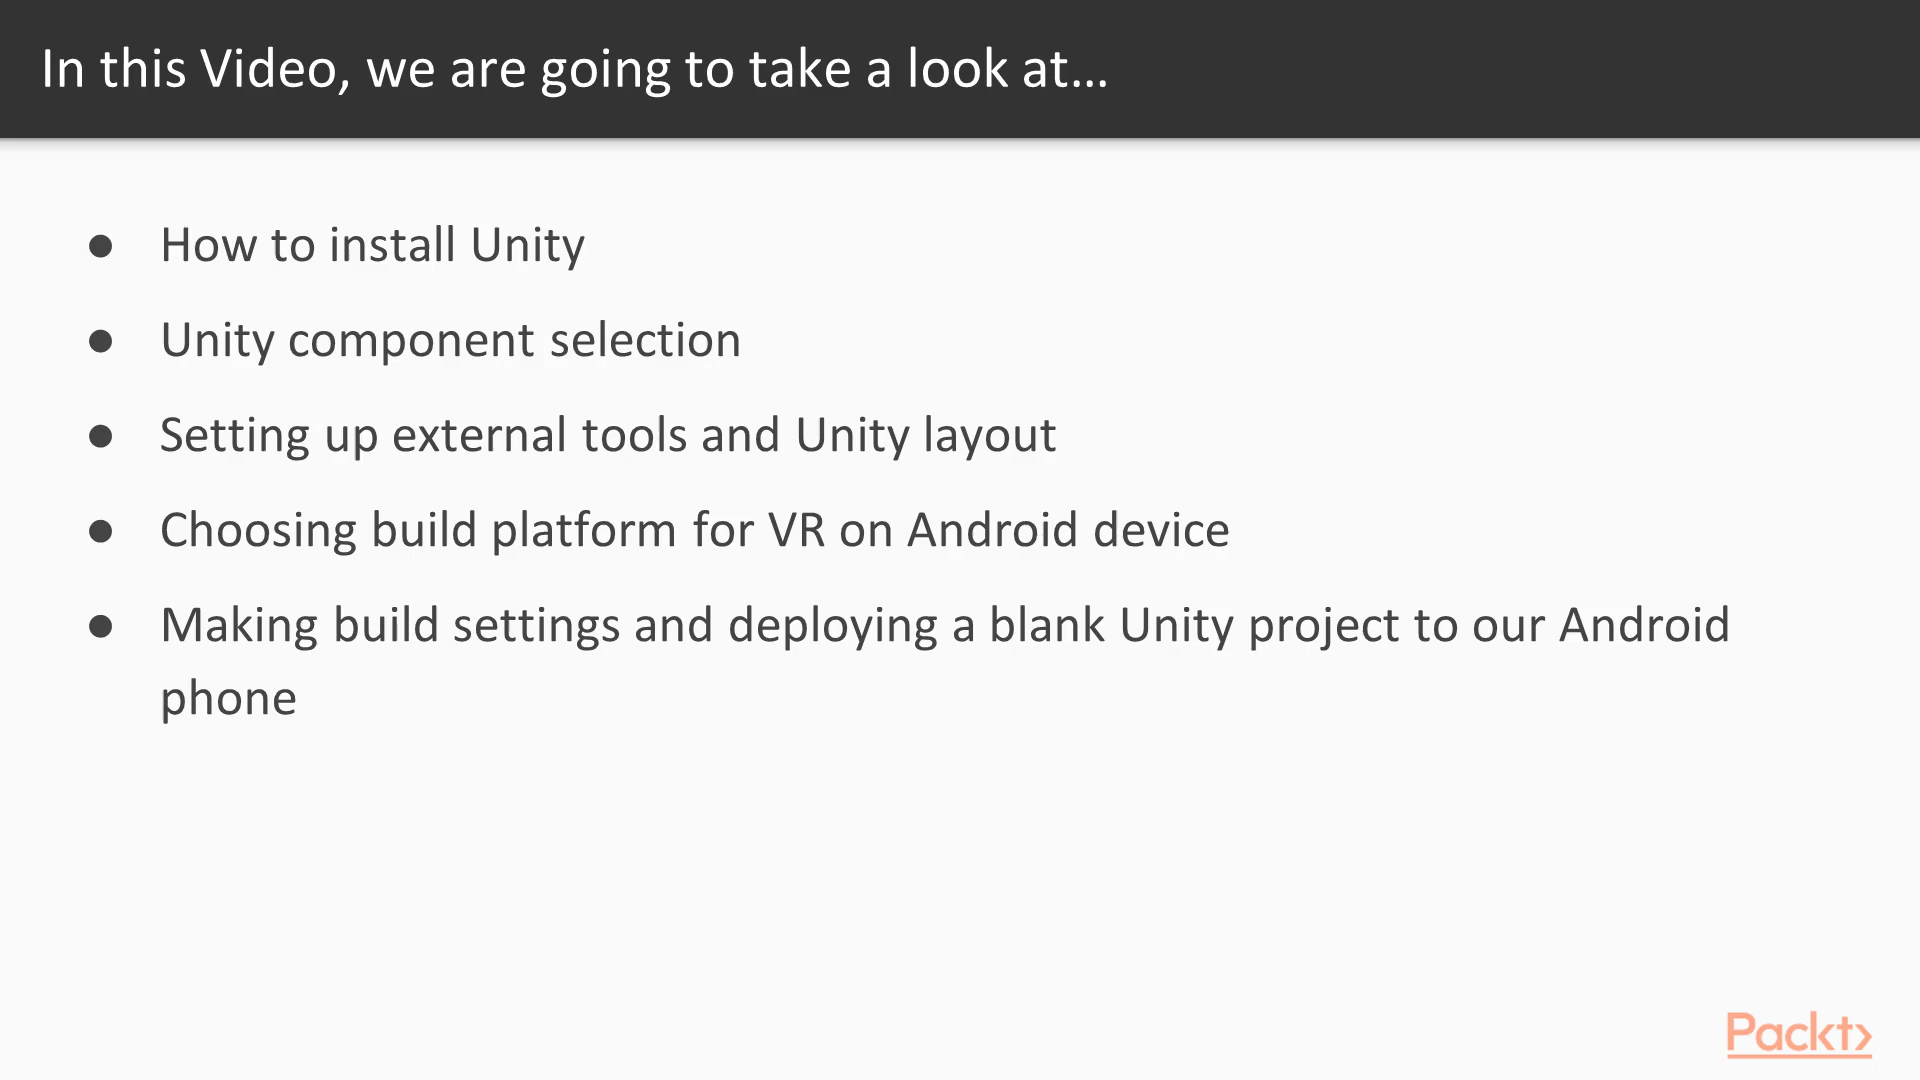 In this Video, we are going to take a look at...
● How to install Unity
● Unity component selection
● Setting up external tools and Unity layout
● Choosing build platform for VR on Android device
● Making build settings and deploying a blank Unity project to our Android
phone
Packt>